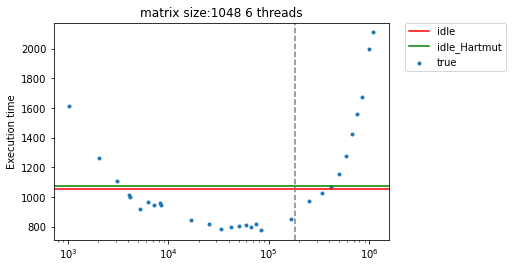 matrix size:1048 6 threads
idle
idle_Hartmut
true
Execution time
2000
1800
1600
1400
1200
1000
800
10³
10⁴
10⁵
10⁶